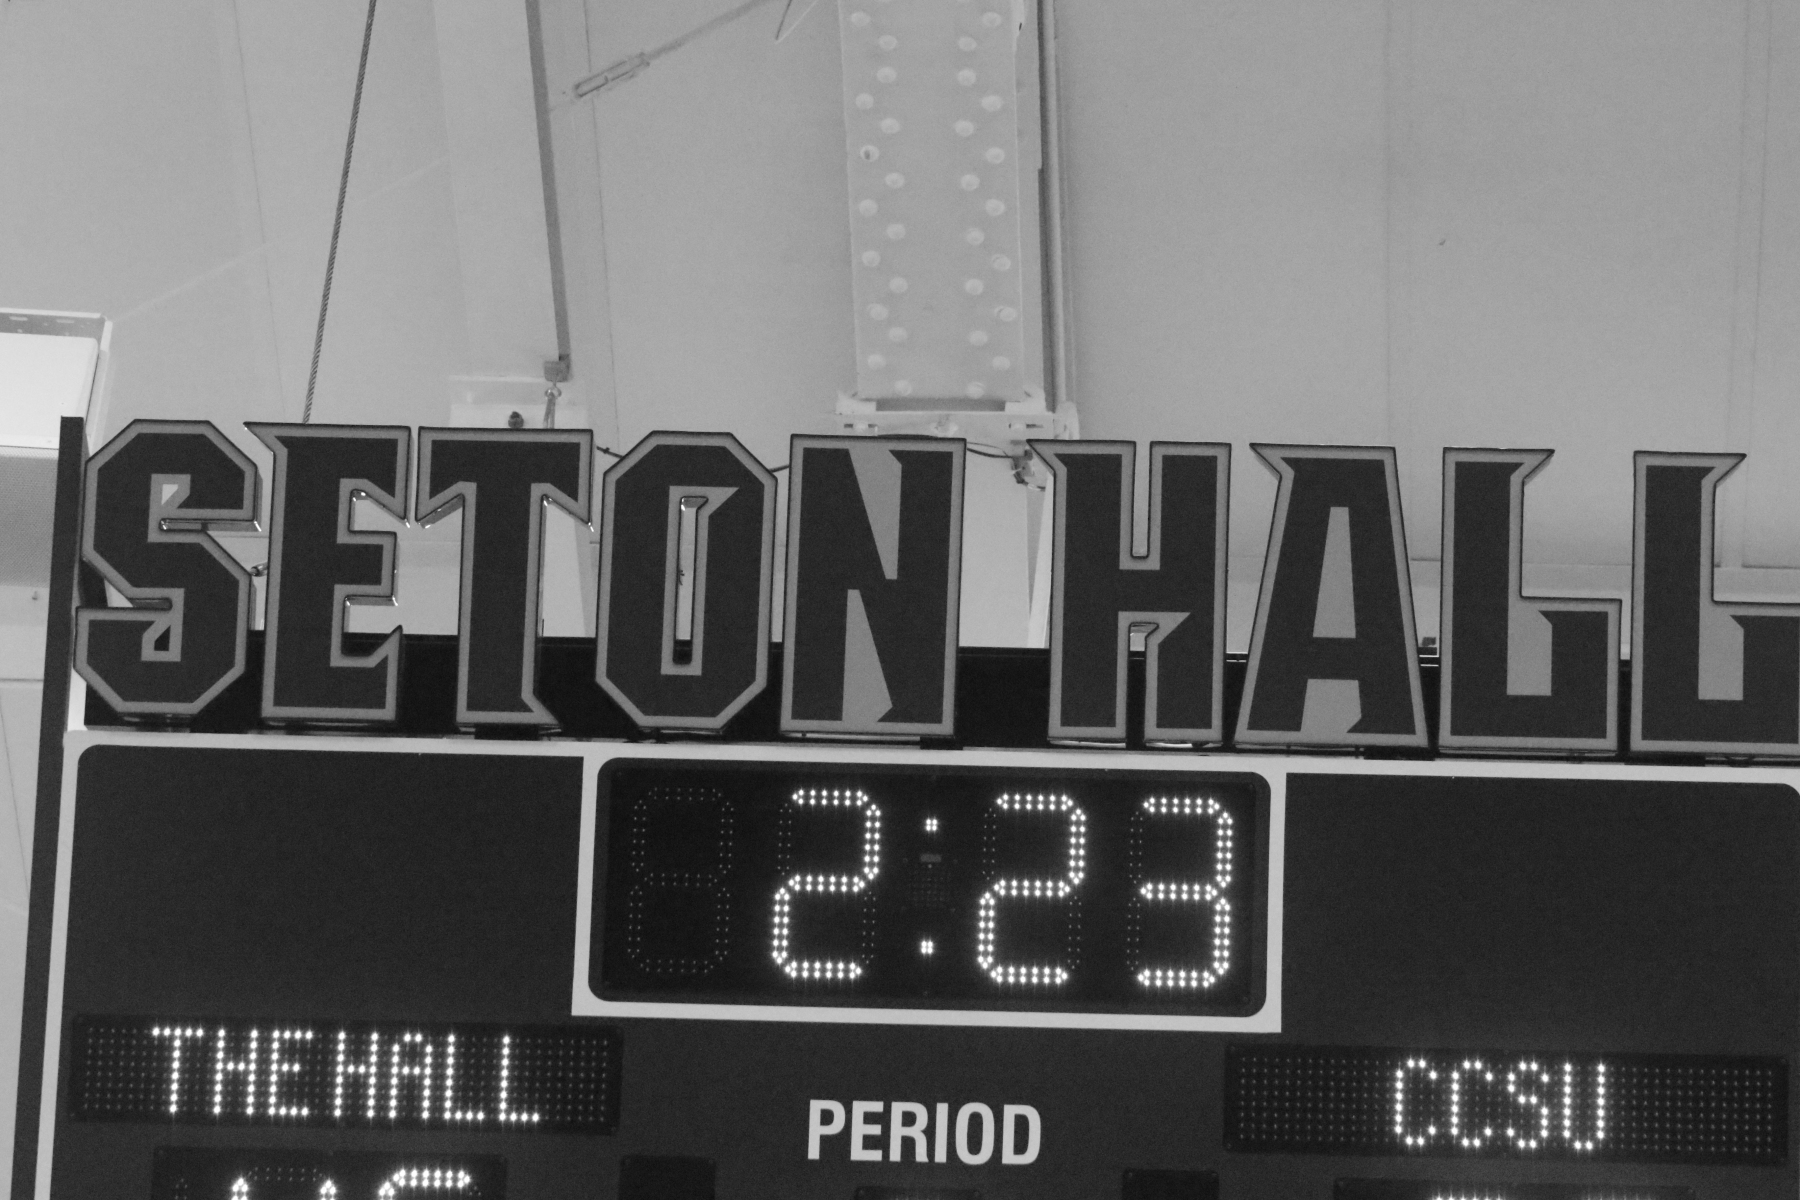 SETON HALL
2:23
THE HALL
CCSU
PERIOD